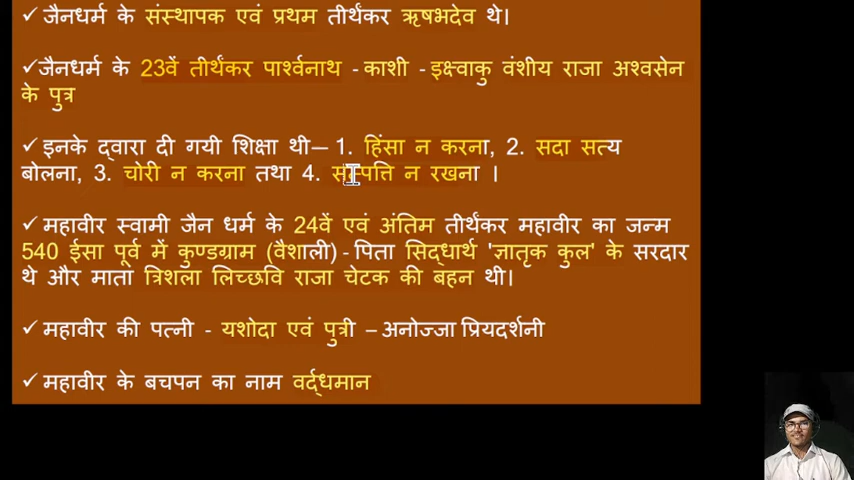 ✓ जैनधर्म के संस्थापक एवं प्रथम तीर्थंकर ऋषभदेव थे।
✓जैनधर्म के 23वें तीर्थंकर पार्श्वनाथ - काशी - इक्ष्वाकु वंशीय राजा अश्वसेन
के पुत्र
✓ इनके द्वारा दी गयी शिक्षा थी— 1. हिंसा न करना, 2. सदा सत्य
बोलना, 3. चोरी न करना तथा 4. सम्पत्ति न रखना ।
✓ महावीर स्वामी जैन धर्म के 24वें एवं अंतिम तीर्थंकर महावीर का जन्म
540 ईसा पूर्व में कुण्डग्राम (वैशाली) - पिता सिद्धार्थ 'ज्ञातृक कुल' के सरदार
थे और माता त्रिशला लिच्छवि राजा चेटक की बहन थी।
✓ महावीर की पत्नी - यशोदा एवं पुत्री – अनोज्जा प्रियदर्शनी
✓ महावीर के बचपन का नाम वर्द्धमान